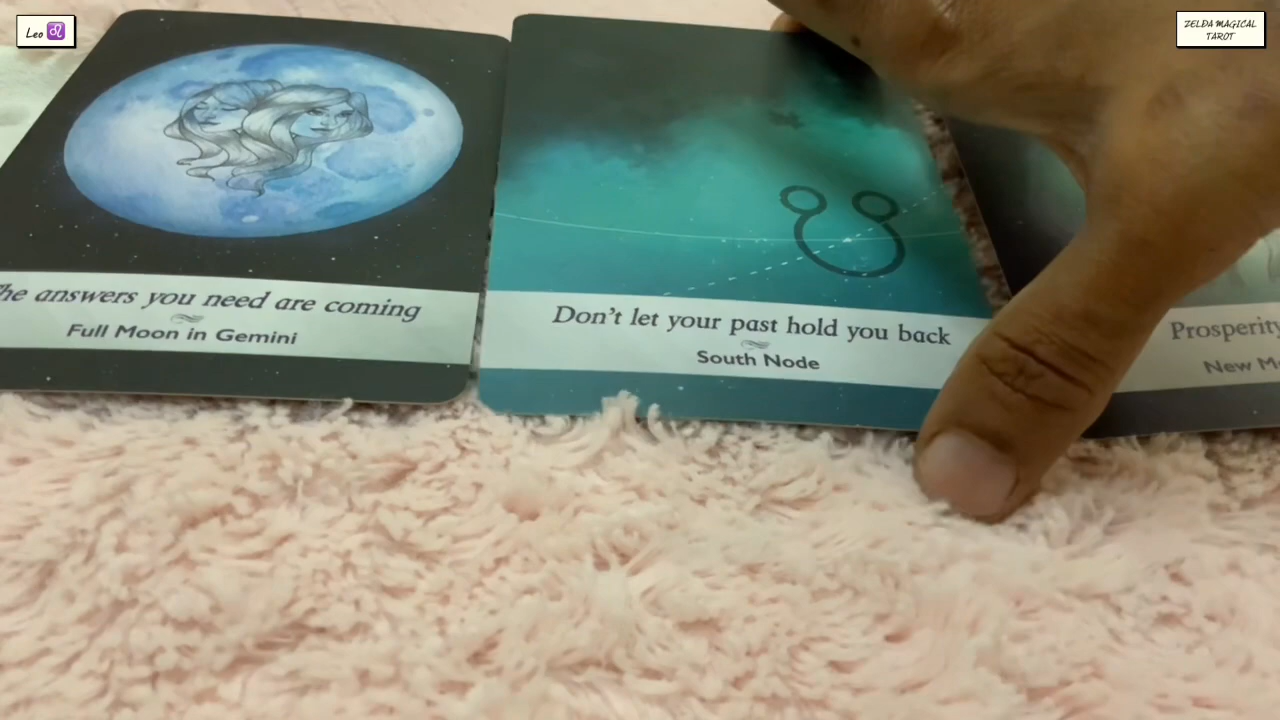 Leo ♌
ZELDA MAGICAL
TAROT
The answers you need are coming
Full Moon in Gemini
Don't let your past hold you back
South Node
Prosperity
New